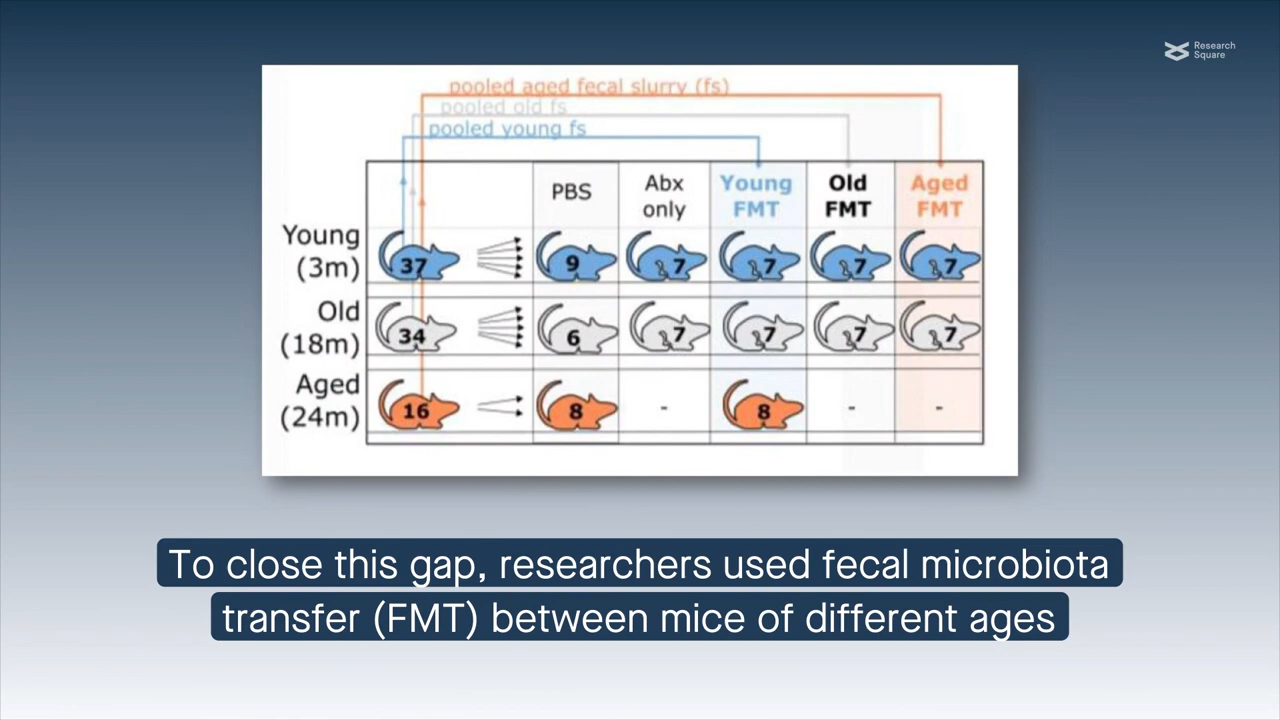 Research
Square
pooled aged fecal slurry (fs)
pooled old fs
pooled young fs
PBS
Abx
only
Young
FMT
Old
FMT
Aged
FMT
Young
(3m)
37
9
7
7
7
7
Old
(18m)
34
6
7
7
7
7
Aged
(24m)
16
8
-
8
-
-
To close this gap, researchers used fecal microbiota
transfer (FMT) between mice of different ages